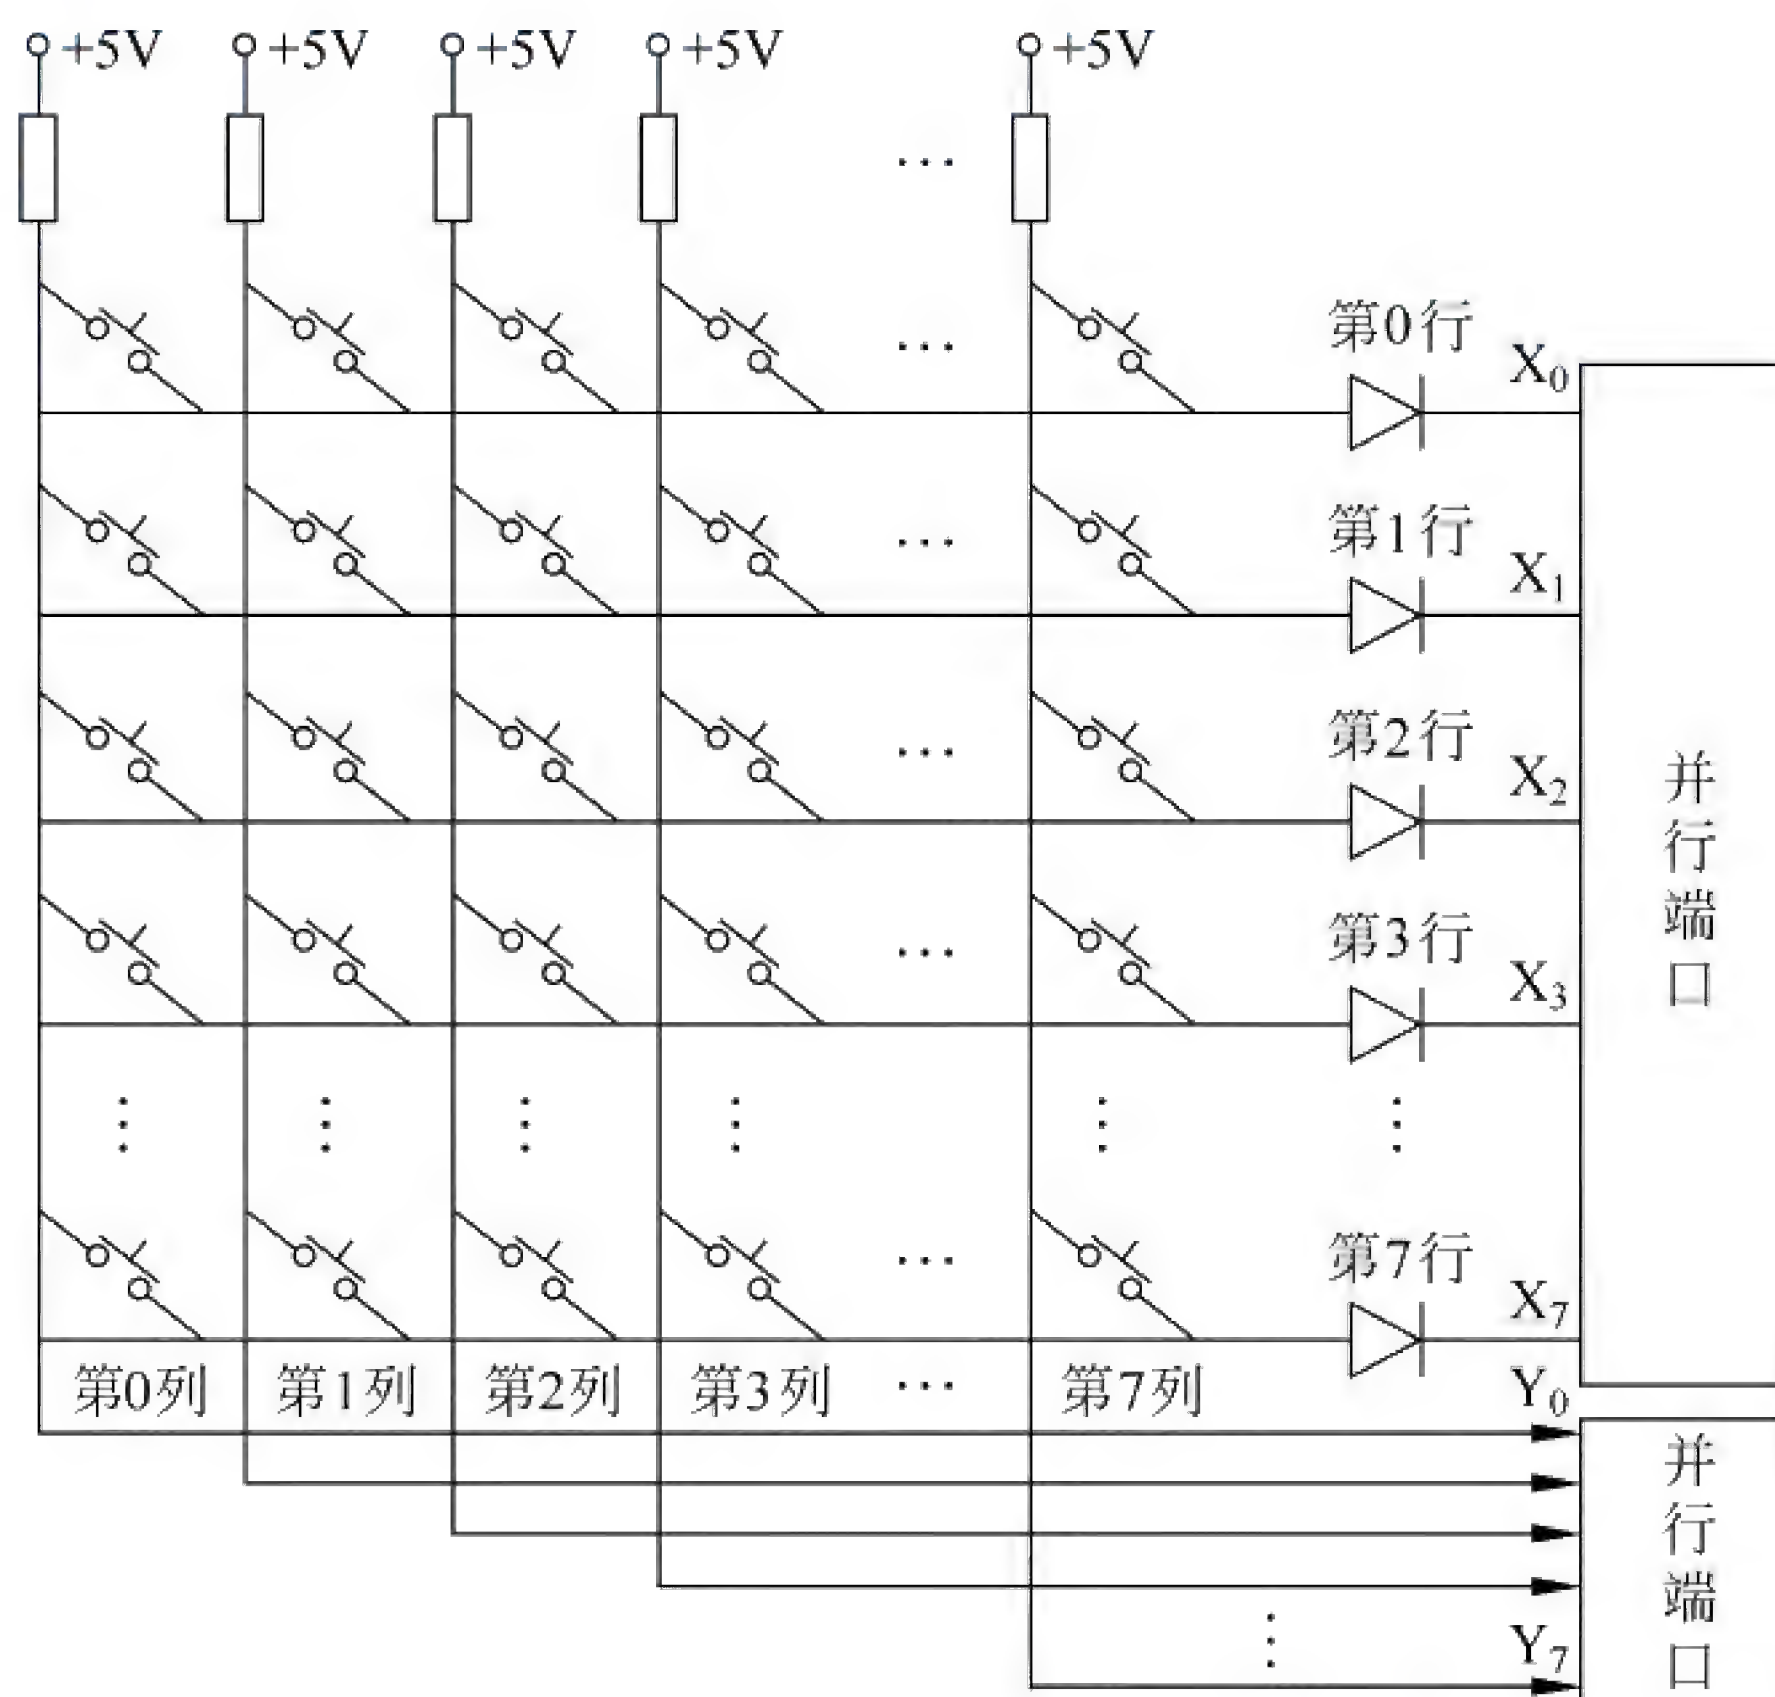 +5V +5V +5V +5V +5V
...
第0行
X0
...
第1行
X1
...
第2行
X2
...
第3行
X3
...
第7行
X7
...
并行端口
第0列 第1列 第2列 第3列 ... 第7列
Y0
Y7
并行端口